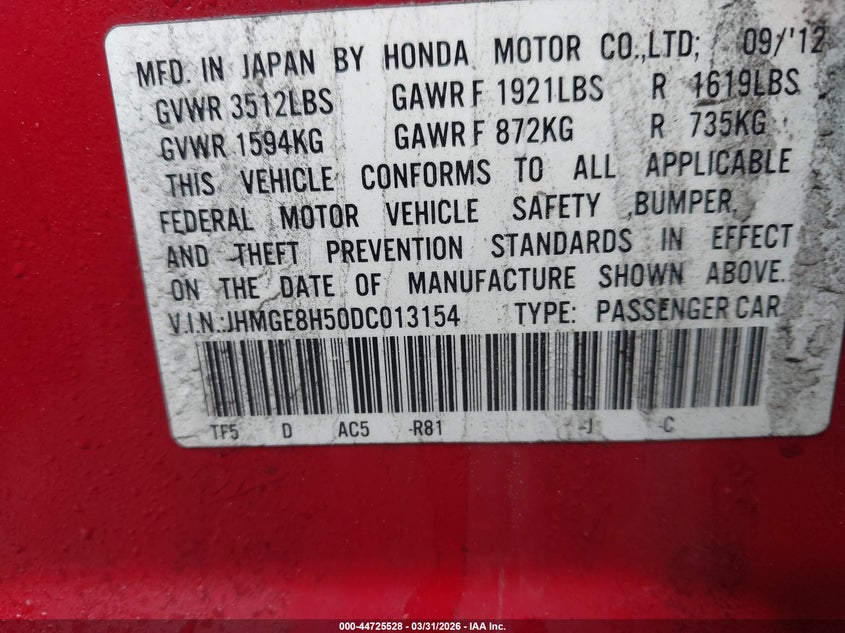 MFD. IN JAPAN BY HONDA MOTOR CO.,LTD; 09/'12
GVWR 3512LBS GAWR F 1921LBS R 1619LBS
GVWR 1594KG GAWR F 872KG R 735KG
THIS VEHICLE CONFORMS TO ALL APPLICABLE
FEDERAL MOTOR VEHICLE SAFETY ,BUMPER,
AND THEFT PREVENTION STANDARDS IN EFFECT
ON THE DATE OF MANUFACTURE SHOWN ABOVE.
V.I.N.:JHMGE8H50DC013154 TYPE: PASSENGER CAR
TF5 D AC5 -R81 -J -C
000-44725528 - 03/31/2026 - IAA Inc.